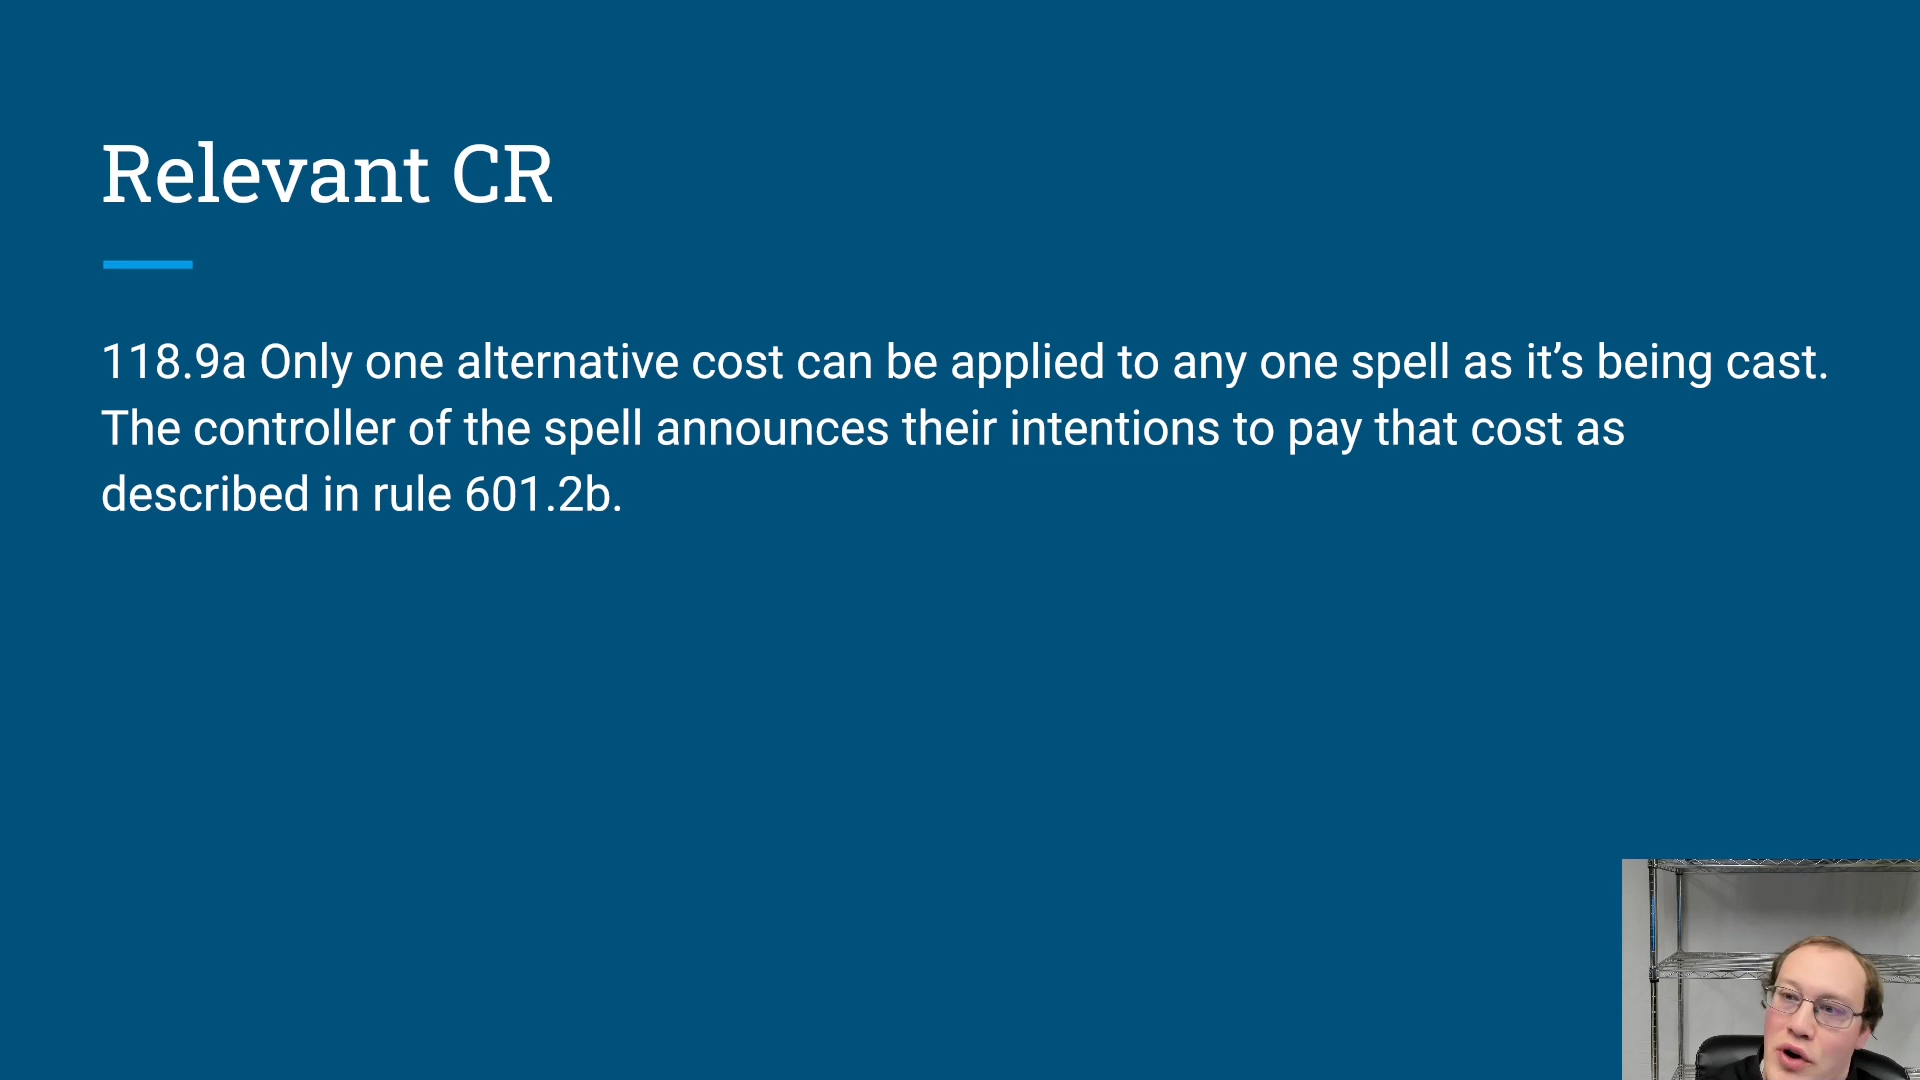 Relevant CR
118.9a Only one alternative cost can be applied to any one spell as it’s being cast.
The controller of the spell announces their intentions to pay that cost as
described in rule 601.2b.